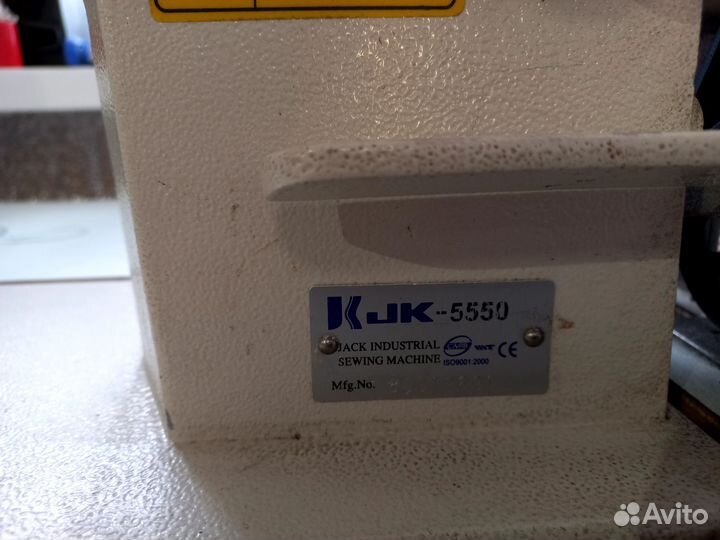 JK-5550
JACK INDUSTRIAL
SEWING MACHINE
CE
ISO9001:2000
Mfg.No.
Avito